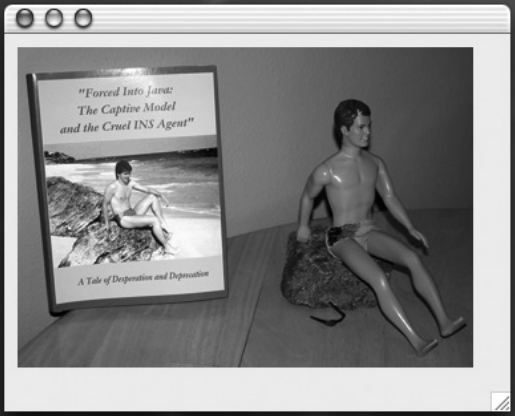 "Forced Into Java:
The Captive Model
and the Cruel INS Agent"
A Tale of Desperation and Deprecation